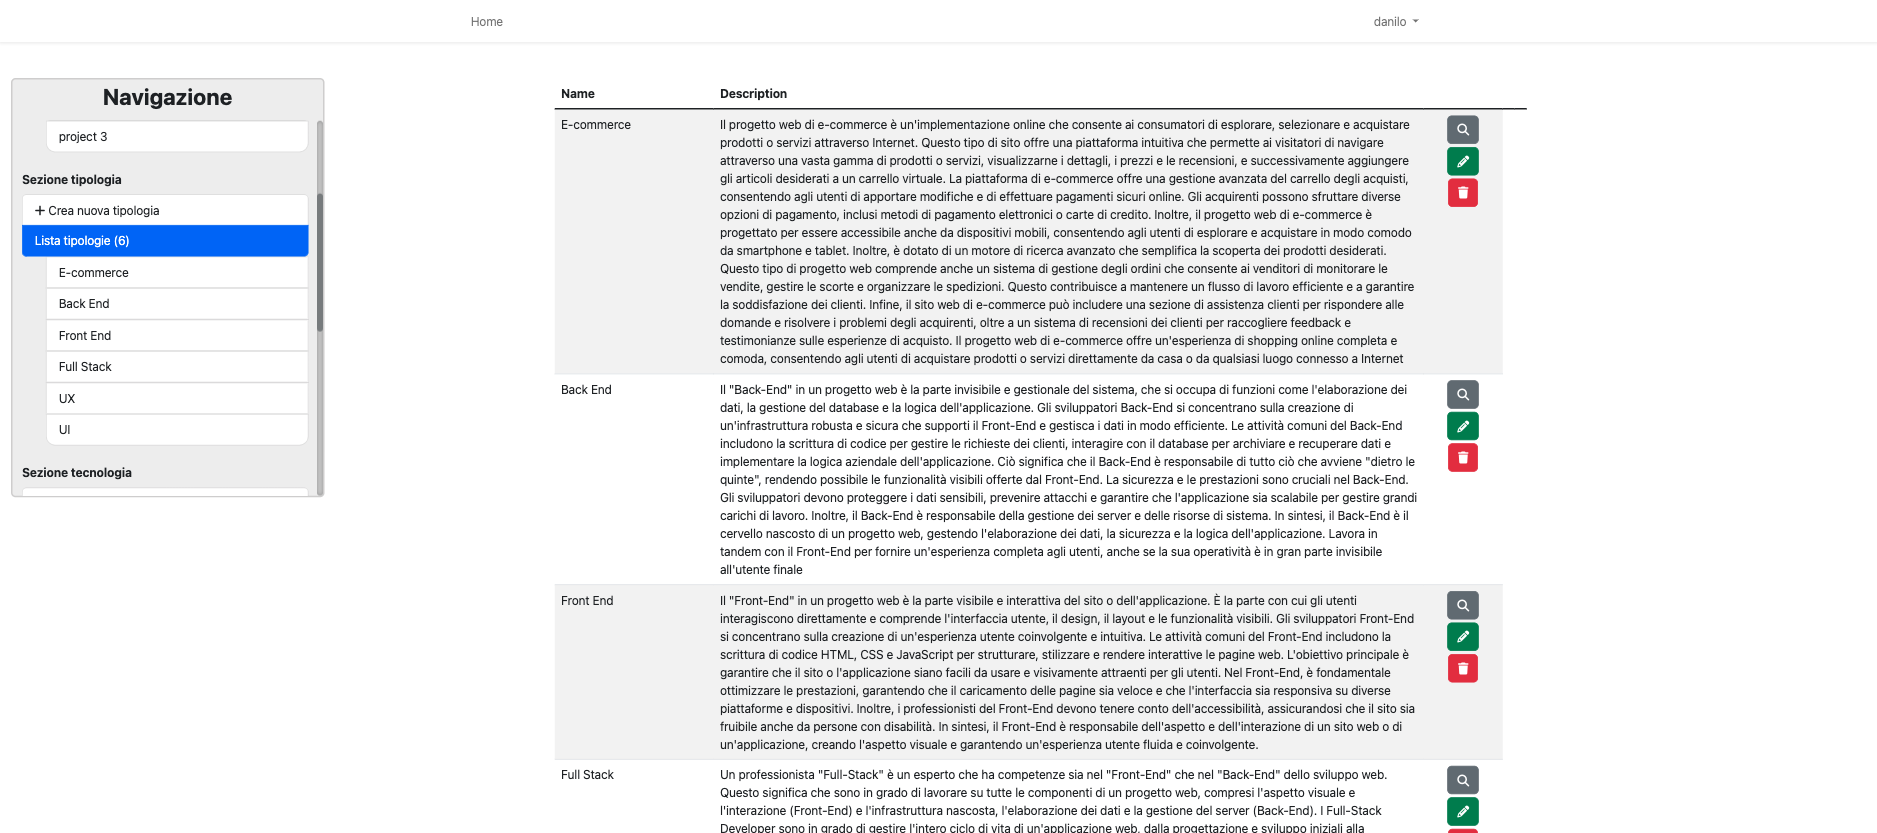 Home
danilo
Navigazione
project 3
Sezione tipologia
+ Crea nuova tipologia
Lista tipologie (6)
E-commerce
Back End
Front End
Full Stack
UX
UI
Sezione tecnologia
Name Description
E-commerce
Il progetto web di e-commerce è un'implementazione online che consente ai consumatori di esplorare, selezionare e acquistare
prodotti o servizi attraverso Internet. Questo tipo di sito offre una piattaforma intuitiva che permette ai visitatori di navigare
attraverso una vasta gamma di prodotti o servizi, visualizzarne i dettagli, i prezzi e le recensioni, e successivamente aggiungere
gli articoli desiderati a un carrello virtuale. La piattaforma di e-commerce offre una gestione avanzata del carrello degli acquisti,
consentendo agli utenti di apportare modifiche e di effettuare pagamenti sicuri online. Gli acquirenti possono sfruttare diverse
opzioni di pagamento, inclusi metodi di pagamento elettronici o carte di credito. Inoltre, il progetto web di e-commerce è
progettato per essere accessibile anche da dispositivi mobili, consentendo agli utenti di esplorare e acquistare in modo comodo
da smartphone e tablet. Inoltre, è dotato di un motore di ricerca avanzato che semplifica la scoperta dei prodotti desiderati.
Questo tipo di progetto web comprende anche un sistema di gestione degli ordini che consente ai venditori di monitorare le
vendite, gestire le scorte e organizzare le spedizioni. Questo contribuisce a mantenere un flusso di lavoro efficiente e a garantire
la soddisfazione dei clienti. Infine, il sito web di e-commerce può includere una sezione di assistenza clienti per rispondere alle
domande e risolvere i problemi degli acquirenti, oltre a un sistema di recensioni dei clienti per raccogliere feedback e
testimonianze sulle esperienze di acquisto. Il progetto web di e-commerce offre un'esperienza di shopping online completa e
comoda, consentendo agli utenti di acquistare prodotti o servizi direttamente da casa o da qualsiasi luogo connesso a Internet
Back End
Il "Back-End" in un progetto web è la parte invisibile e gestionale del sistema, che si occupa di funzioni come l'elaborazione dei
dati, la gestione del database e la logica dell'applicazione. Gli sviluppatori Back-End si concentrano sulla creazione di
un'infrastruttura robusta e sicura che supporti il Front-End e gestisca i dati in modo efficiente. Le attività comuni del Back-End
includono la scrittura di codice per gestire le richieste dei clienti, interagire con il database per archiviare e recuperare dati e
implementare la logica aziendale dell'applicazione. Ciò significa che il Back-End è responsabile di tutto ciò che avviene "dietro le
quinte", rendendo possibile le funzionalità visibili offerte dal Front-End. La sicurezza e le prestazioni sono cruciali nel Back-End.
Gli sviluppatori devono proteggere i dati sensibili, prevenire attacchi e garantire che l'applicazione sia scalabile per gestire grandi
carichi di lavoro. Inoltre, il Back-End è responsabile della gestione dei server e delle risorse di sistema. In sintesi, il Back-End è il
cervello nascosto di un progetto web, gestendo l'elaborazione dei dati, la sicurezza e la logica dell'applicazione. Lavora in
tandem con il Front-End per fornire un'esperienza completa agli utenti, anche se la sua operatività è in gran parte invisibile
all'utente finale
Front End
Il "Front-End" in un progetto web è la parte visibile e interattiva del sito o dell'applicazione. È la parte con cui gli utenti
interagiscono direttamente e comprende l'interfaccia utente, il design, il layout e le funzionalità visibili. Gli sviluppatori Front-End
si concentrano sulla creazione di un'esperienza utente coinvolgente e intuitiva. Le attività comuni del Front-End includono la
scrittura di codice HTML, CSS e JavaScript per strutturare, stilizzare e rendere interattive le pagine web. L'obiettivo principale è
garantire che il sito o l'applicazione siano facili da usare e visivamente attraenti per gli utenti. Nel Front-End, è fondamentale
ottimizzare le prestazioni, garantendo che il caricamento delle pagine sia veloce e che l'interfaccia sia responsiva su diverse
piattaforme e dispositivi. Inoltre, i professionisti del Front-End devono tenere conto dell'accessibilità, assicurandosi che il sito sia
fruibile anche da persone con disabilità. In sintesi, il Front-End è responsabile dell'aspetto e dell'interazione di un sito web o di
un'applicazione, creando l'aspetto visuale e garantendo un'esperienza utente fluida e coinvolgente.
Full Stack
Un professionista "Full-Stack" è un esperto che ha competenze sia nel "Front-End" che nel "Back-End" dello sviluppo web.
Questo significa che sono in grado di lavorare su tutte le componenti di un progetto web, compresi l'aspetto visuale e
l'interazione (Front-End) e l'infrastruttura nascosta, l'elaborazione dei dati e la gestione del server (Back-End). I Full-Stack
Developer sono in grado di gestire l'intero ciclo di vita di un'applicazione web, dalla progettazione e sviluppo iniziali alla